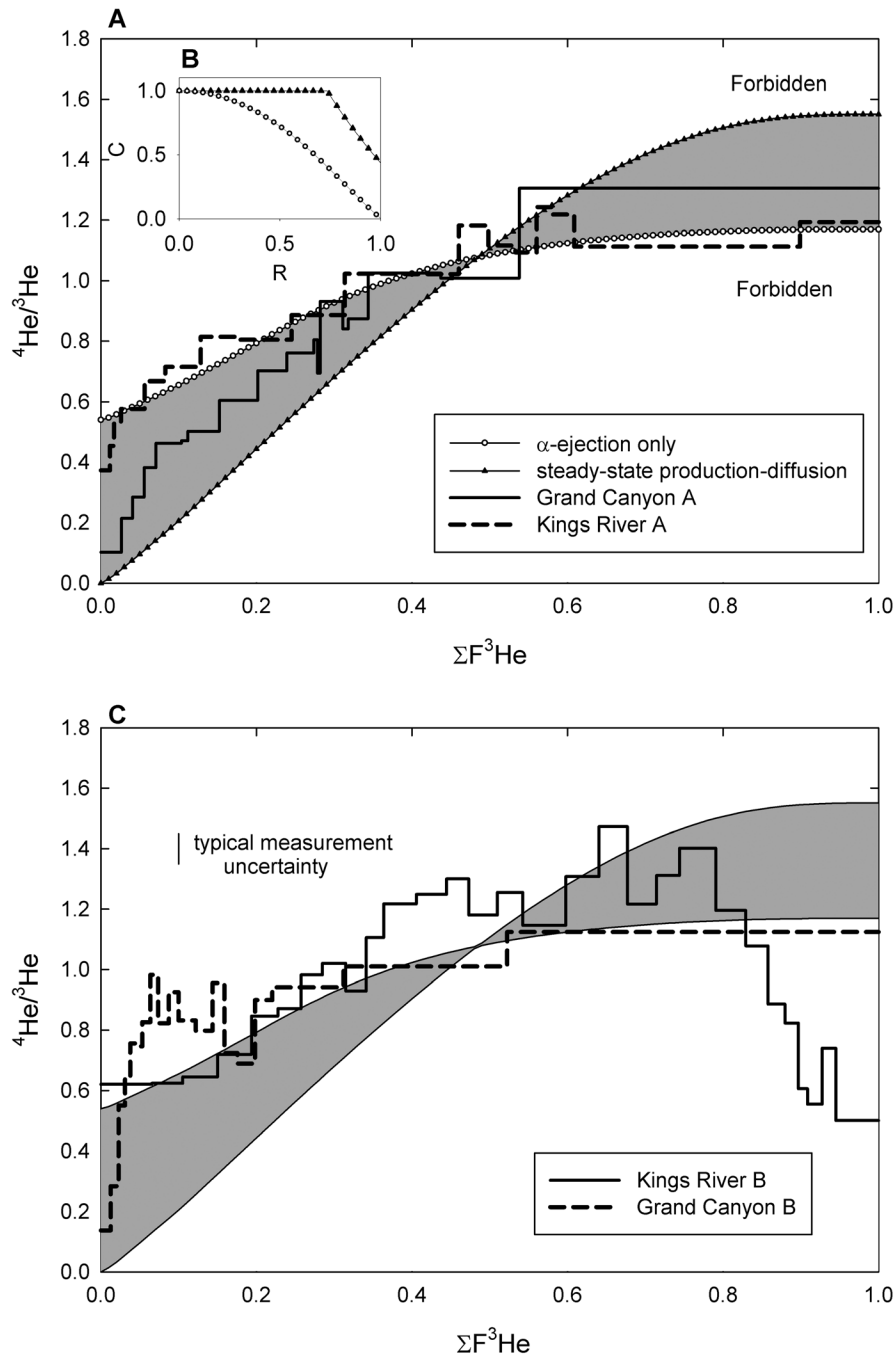 A
1.8
1.6
1.4
1.2
1.0
0.8
0.6
0.4
0.2
0.0
⁴He/³He
B
1.0
0.5
0.0
C
0.0
0.5
1.0
R
Forbidden
Forbidden
α-ejection only
steady-state production-diffusion
Grand Canyon A
Kings River A
0.0
0.2
0.4
0.6
0.8
1.0
ΣF³He
C
1.8
1.6
1.4
1.2
1.0
0.8
0.6
0.4
0.2
0.0
⁴He/³He
typical measurement
uncertainty
Kings River B
Grand Canyon B
0.0
0.2
0.4
0.6
0.8
1.0
ΣF³He